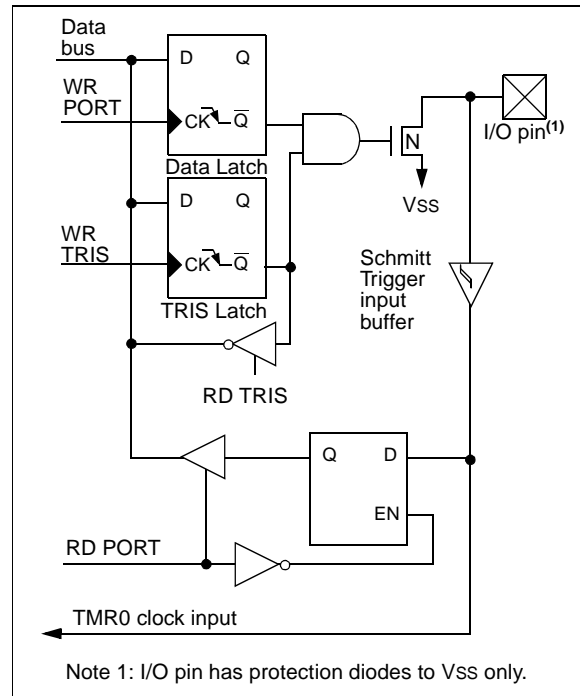 Data
bus
D Q
WR
PORT
CK Q
Data Latch
N
I/O pin(1)
VSS
D Q
WR
TRIS
CK Q
TRIS Latch
Schmitt
Trigger
input
buffer
RD TRIS
Q D
EN
RD PORT
TMR0 clock input
Note 1: I/O pin has protection diodes to VSS only.